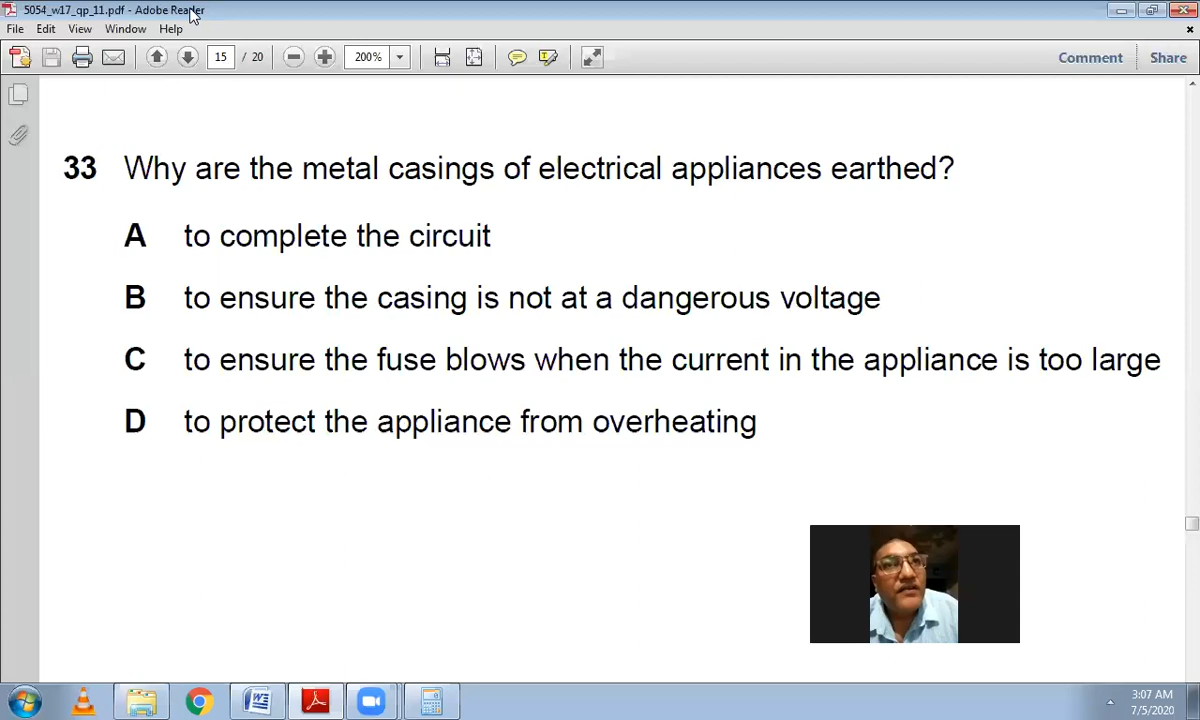 5054_w17_qp_11.pdf - Adobe Reader
File Edit View Window Help
15 / 20 200% Comment Share
33 Why are the metal casings of electrical appliances earthed?
A to complete the circuit
B to ensure the casing is not at a dangerous voltage
C to ensure the fuse blows when the current in the appliance is too large
D to protect the appliance from overheating
3:07 AM
7/5/2020